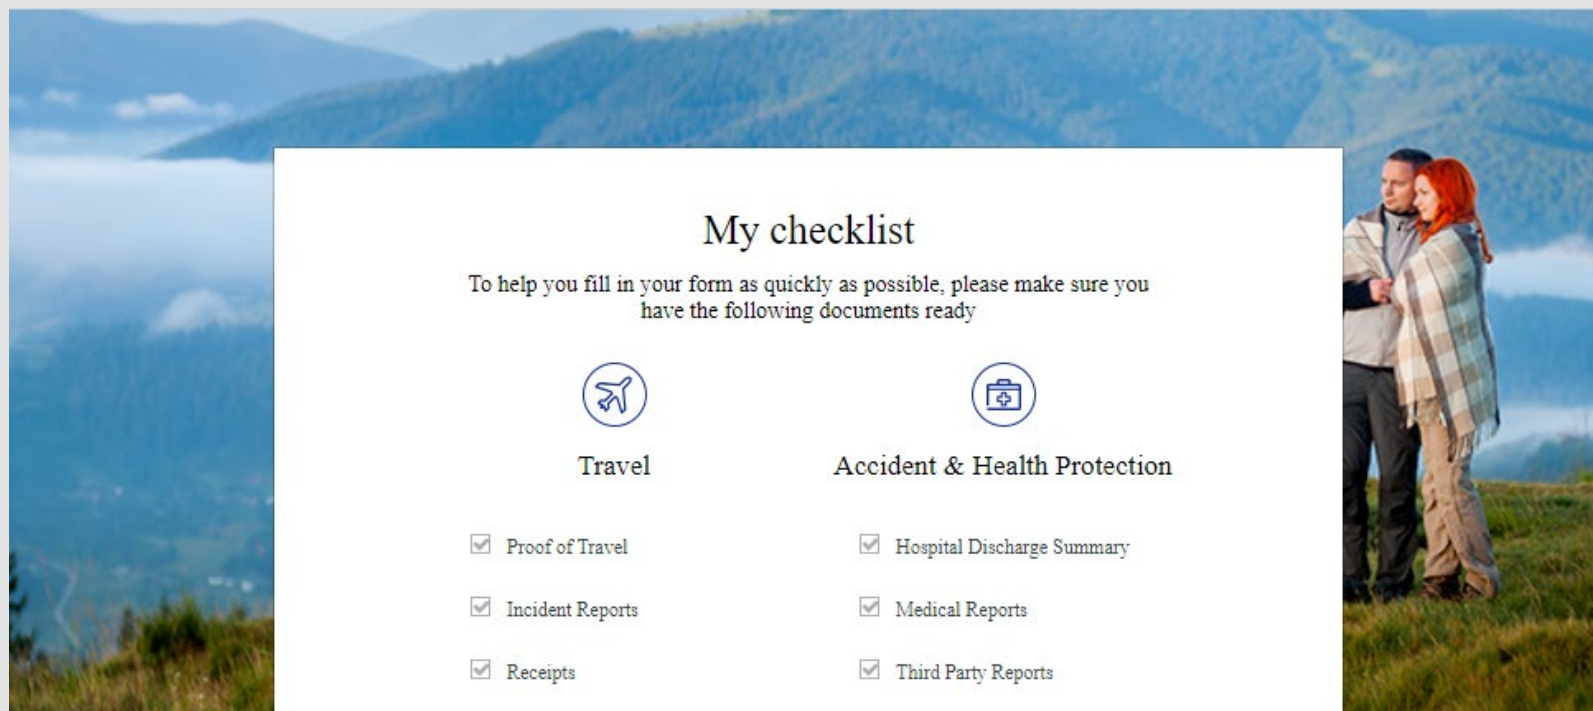 My checklist
To help you fill in your form as quickly as possible, please make sure you
have the following documents ready
Travel
Accident & Health Protection
Proof of Travel
Hospital Discharge Summary
Incident Reports
Medical Reports
Receipts
Third Party Reports